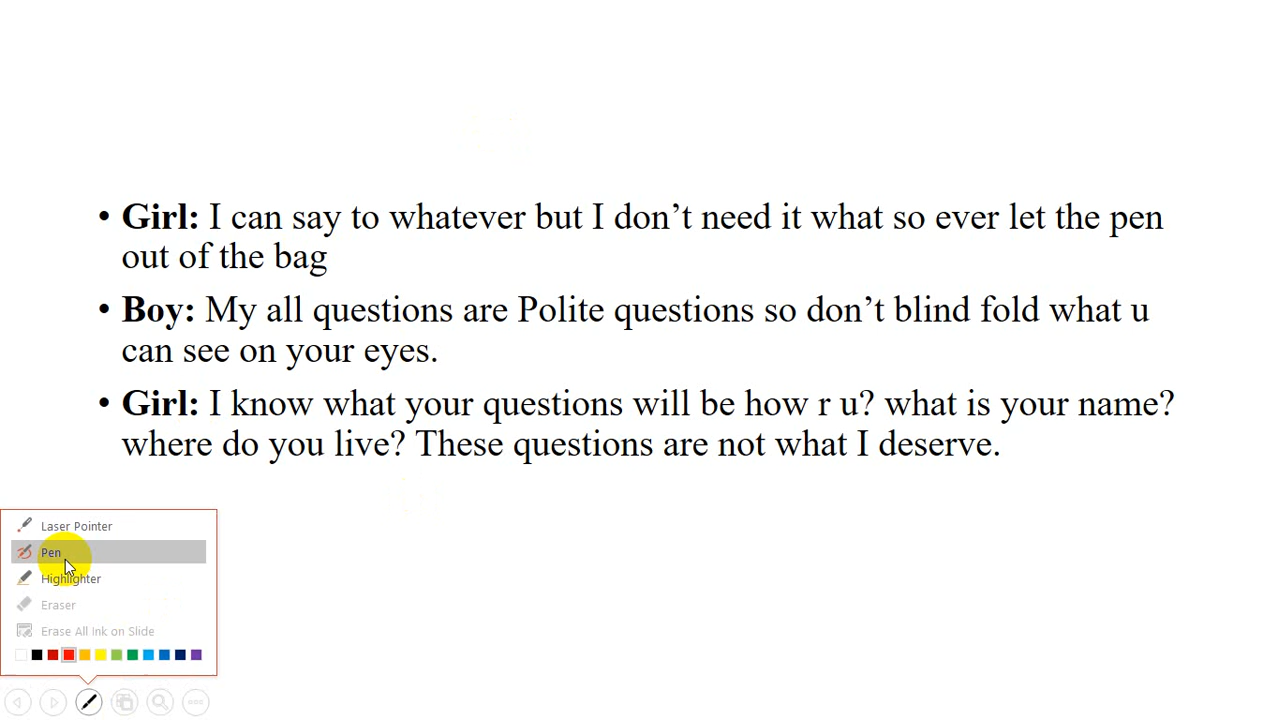 • Girl: I can say to whatever but I don’t need it what so ever let the pen
out of the bag
• Boy: My all questions are Polite questions so don’t blind fold what u
can see on your eyes.
• Girl: I know what your questions will be how r u? what is your name?
where do you live? These questions are not what I deserve.
Laser Pointer
Pen
Highlighter
Eraser
Erase All Ink on Slide